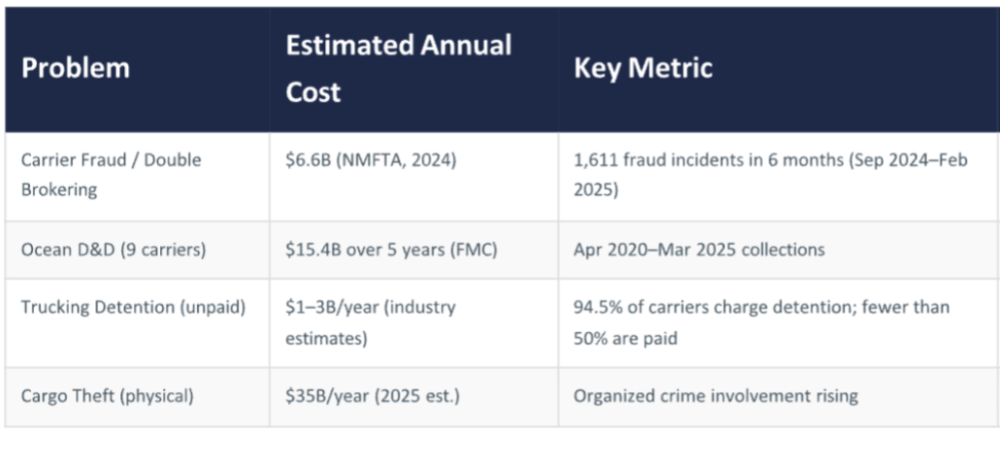 Problem
Estimated Annual
Cost
Key Metric
Carrier Fraud / Double
Brokering
$6.6B (NMFTA, 2024)
1,611 fraud incidents in 6 months (Sep 2024–Feb
2025)
Ocean D&D (9 carriers)
$15.4B over 5 years (FMC)
Apr 2020–Mar 2025 collections
Trucking Detention (unpaid)
$1–3B/year (industry
estimates)
94.5% of carriers charge detention; fewer than
50% are paid
Cargo Theft (physical)
$35B/year (2025 est.)
Organized crime involvement rising